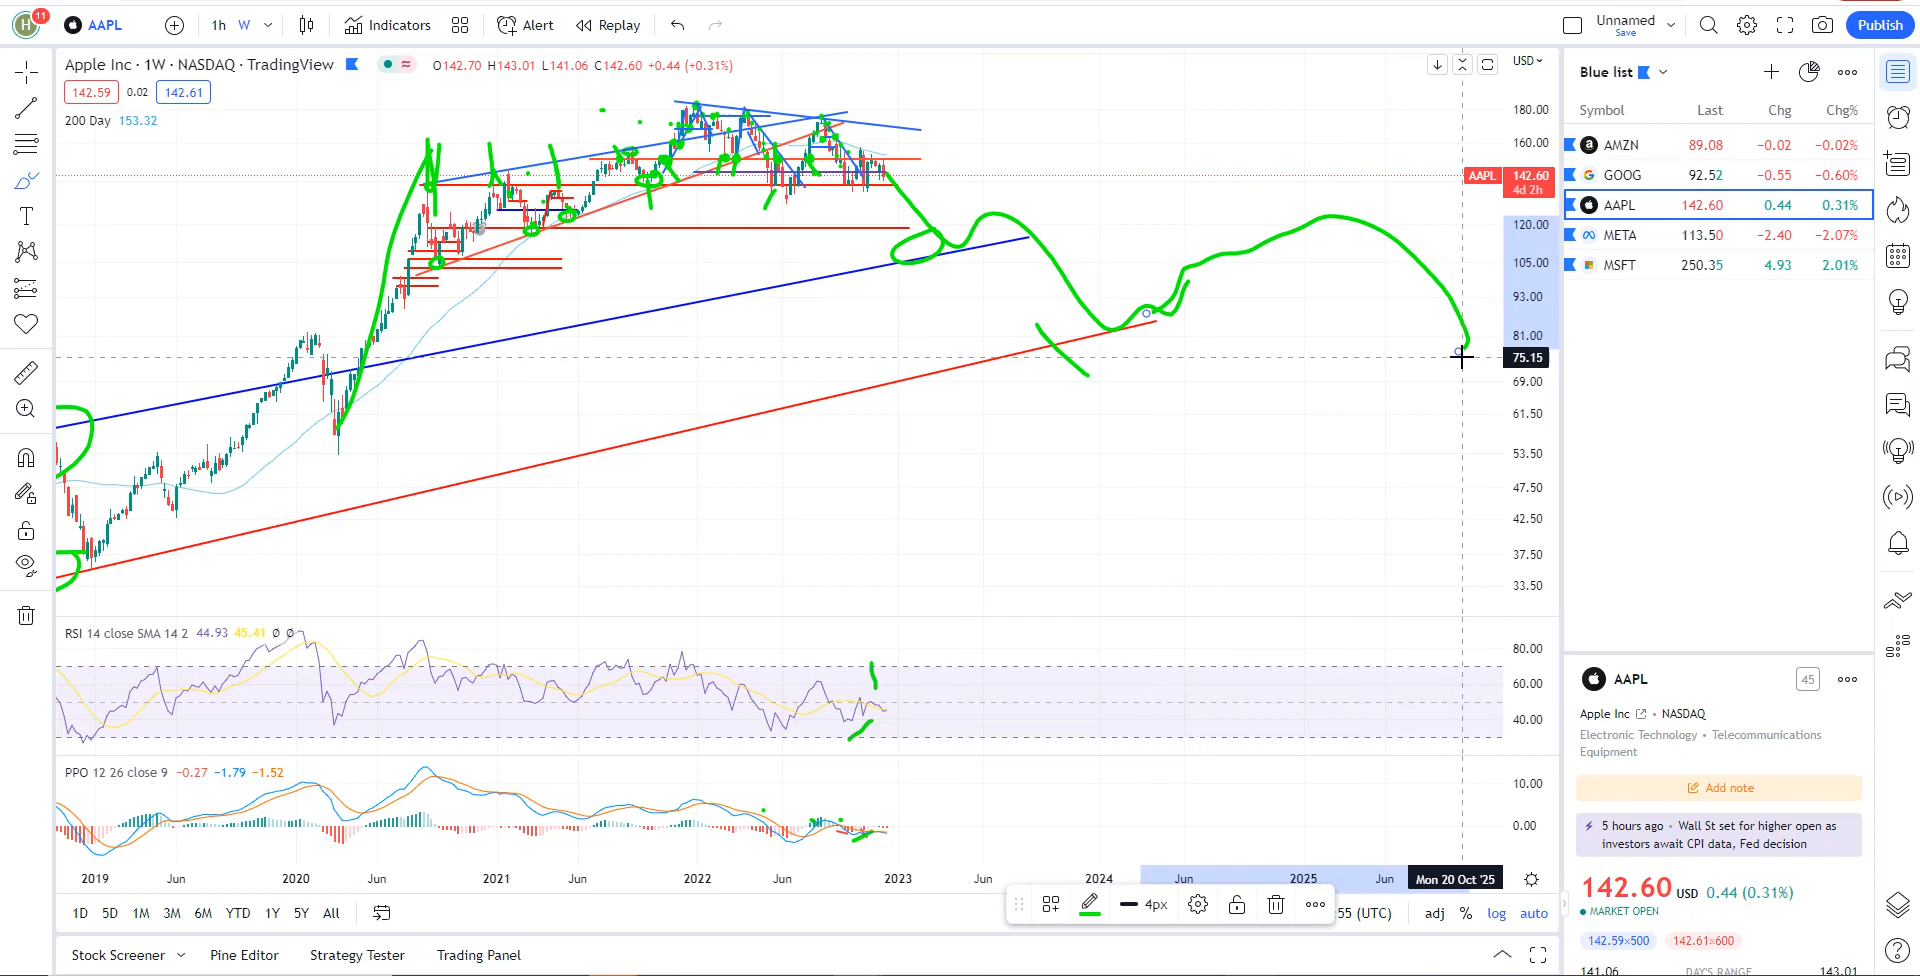 H 11 AAPL 1h W Indicators Alert Replay Unnamed Save Publish
Apple Inc · 1W · NASDAQ · TradingView O142.70 H143.01 L141.06 C142.60 +0.44 (+0.31%)
142.59 0.02 142.61
200 Day 153.32
USD
180.00
160.00
AAPL 142.60
4d 2h
120.00
105.00
93.00
81.00
75.15
69.00
61.50
53.50
47.50
42.50
37.50
33.50
RSI 14 close SMA 14 2 44.93 45.41 Ø Ø
80.00
60.00
40.00
PPO 12 26 close 9 −0.27 −1.79 −1.52
10.00
0.00
2019 Jun 2020 Jun 2021 Jun 2022 Jun 2023 Jun 2024 Jun 2025 Jun Mon 20 Oct '25
1D 5D 1M 3M 6M YTD 1Y 5Y All 4px 55 (UTC) adj % log auto
Stock Screener Pine Editor Strategy Tester Trading Panel
Blue list
Symbol Last Chg Chg%
AMZN 89.08 −0.02 −0.02%
GOOG 92.52 −0.55 −0.60%
AAPL 142.60 0.44 0.31%
META 113.50 −2.40 −2.07%
MSFT 250.35 4.93 2.01%
AAPL 45
Apple Inc • NASDAQ
Electronic Technology • Telecommunications
Equipment
Add note
5 hours ago • Wall St set for higher open as
investors await CPI data, Fed decision
142.60 USD 0.44 (0.31%)
MARKET OPEN
142.59×500 142.61×600
141.06 DAY'S RANGE 143.01